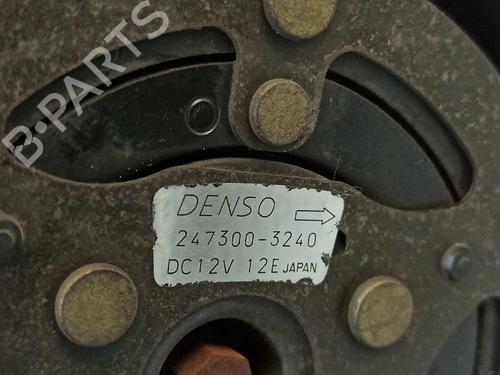 B-PARTS
DENSO
247300-3240
DC12V 12E JAPAN